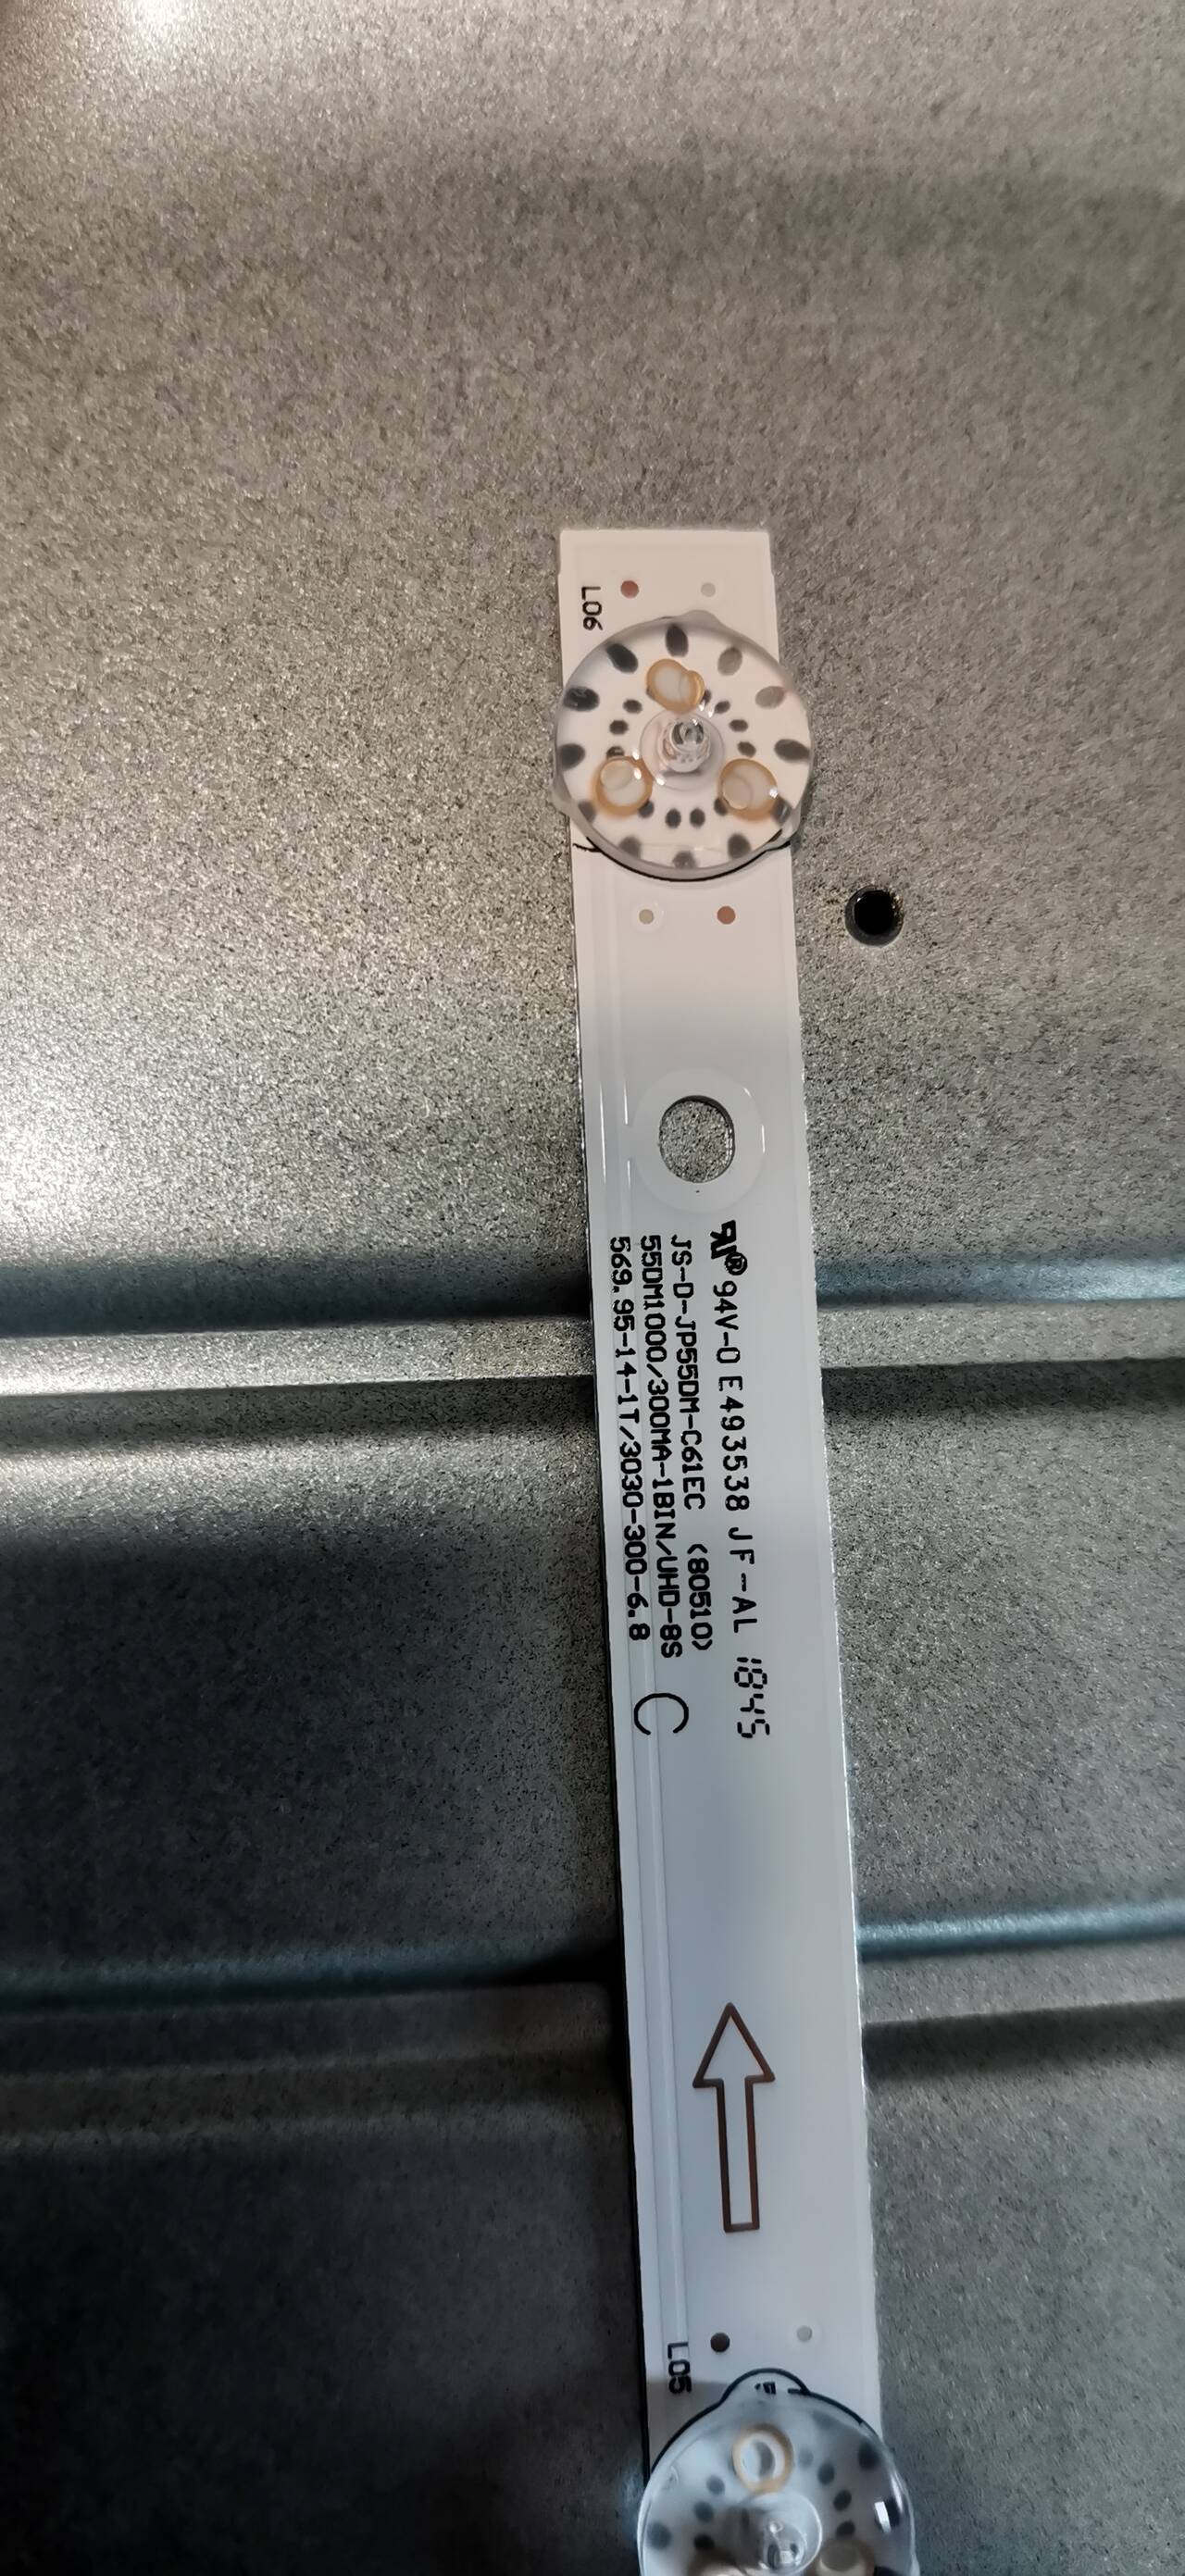 L06
94V-0 E493538 JF-AL 1845
JS-D-JP55DM-C61EC (80510)
55DM1000/300MA-1BIN/UHD-8S
569.95-14-1T/3030-300-6.8
C
L05